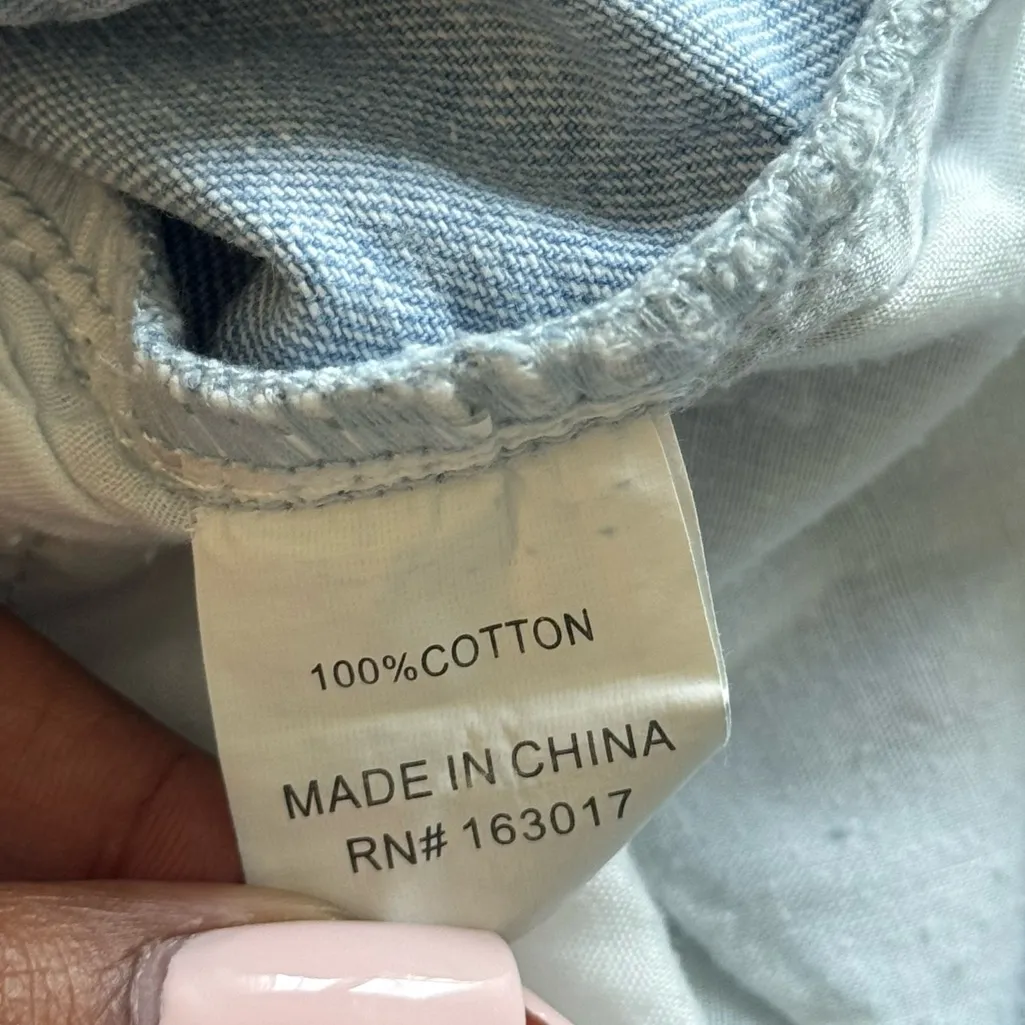 100%COTTON
MADE IN CHINA
RN# 163017